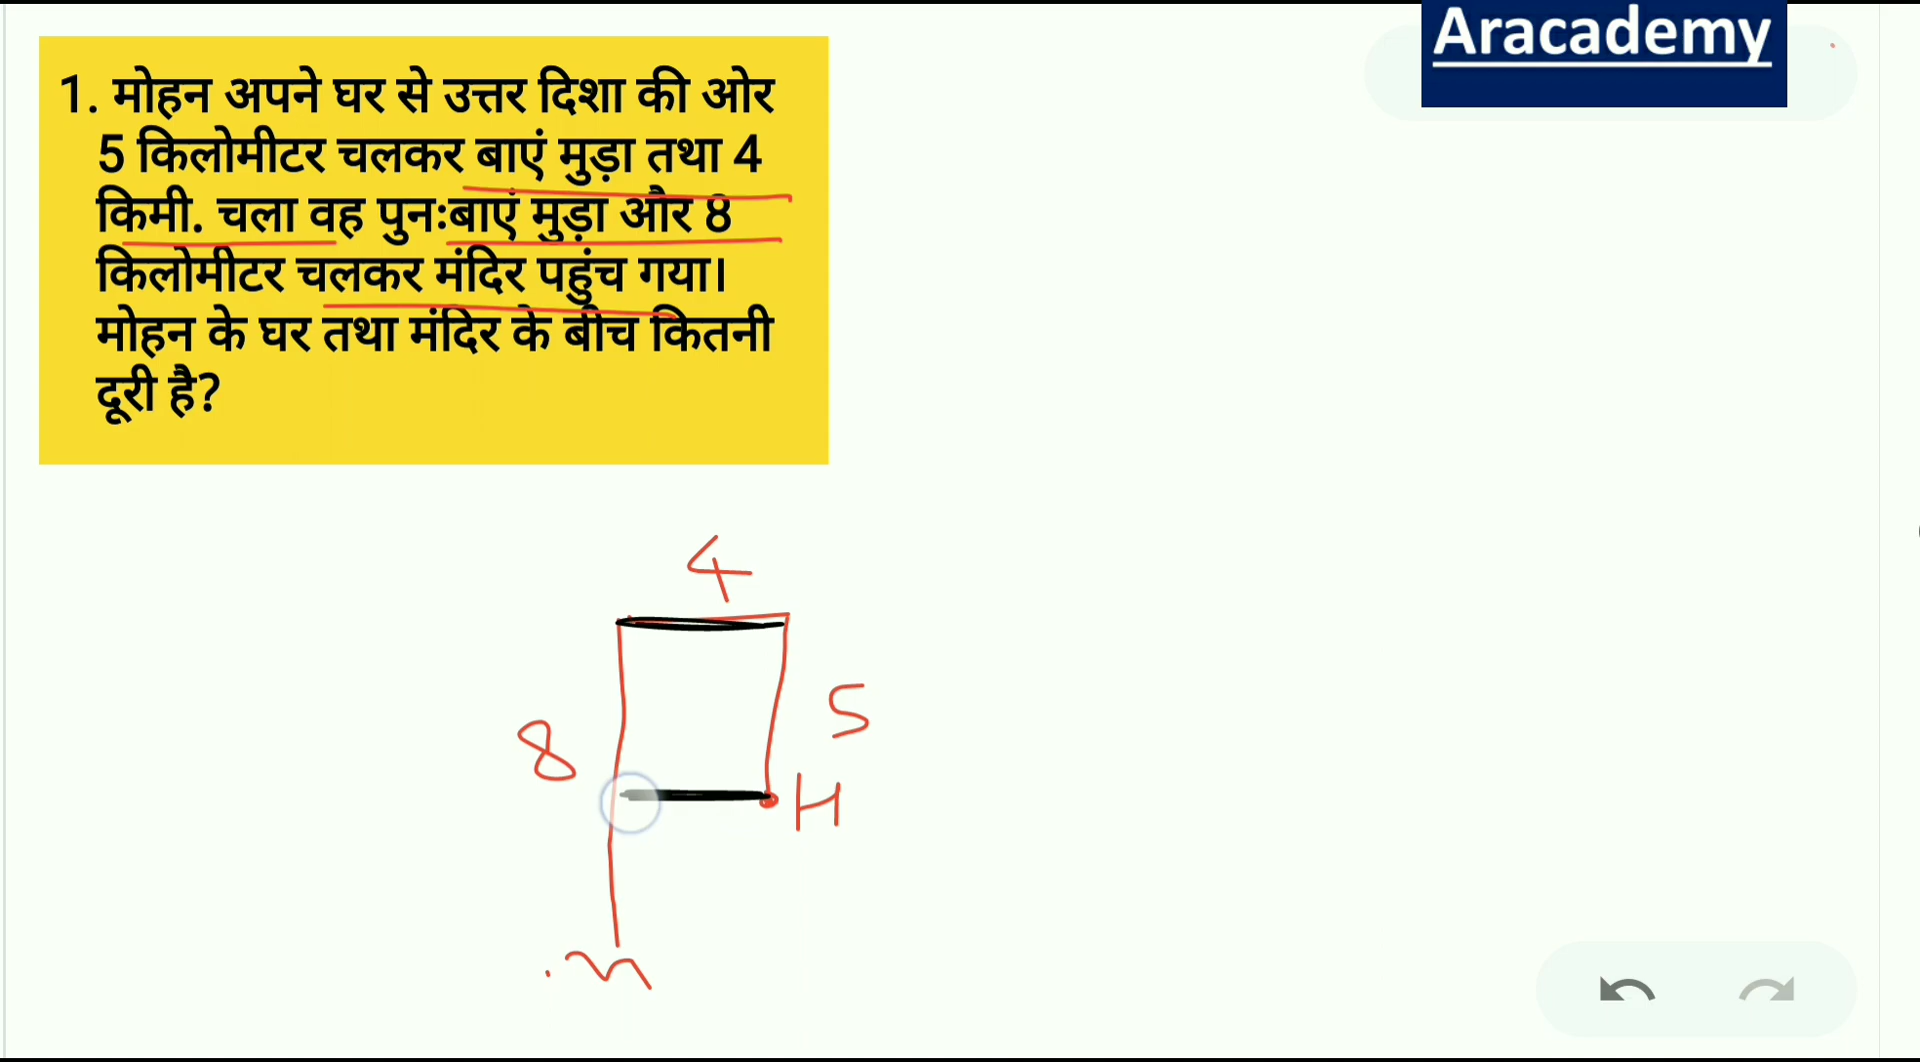 Aracademy
1. मोहन अपने घर से उत्तर दिशा की ओर
5 किलोमीटर चलकर बाएं मुड़ा तथा 4
किमी. चला वह पुनःबाएं मुड़ा और 8
किलोमीटर चलकर मंदिर पहुंच गया।
मोहन के घर तथा मंदिर के बीच कितनी
दूरी है?
4
5
8
H
m